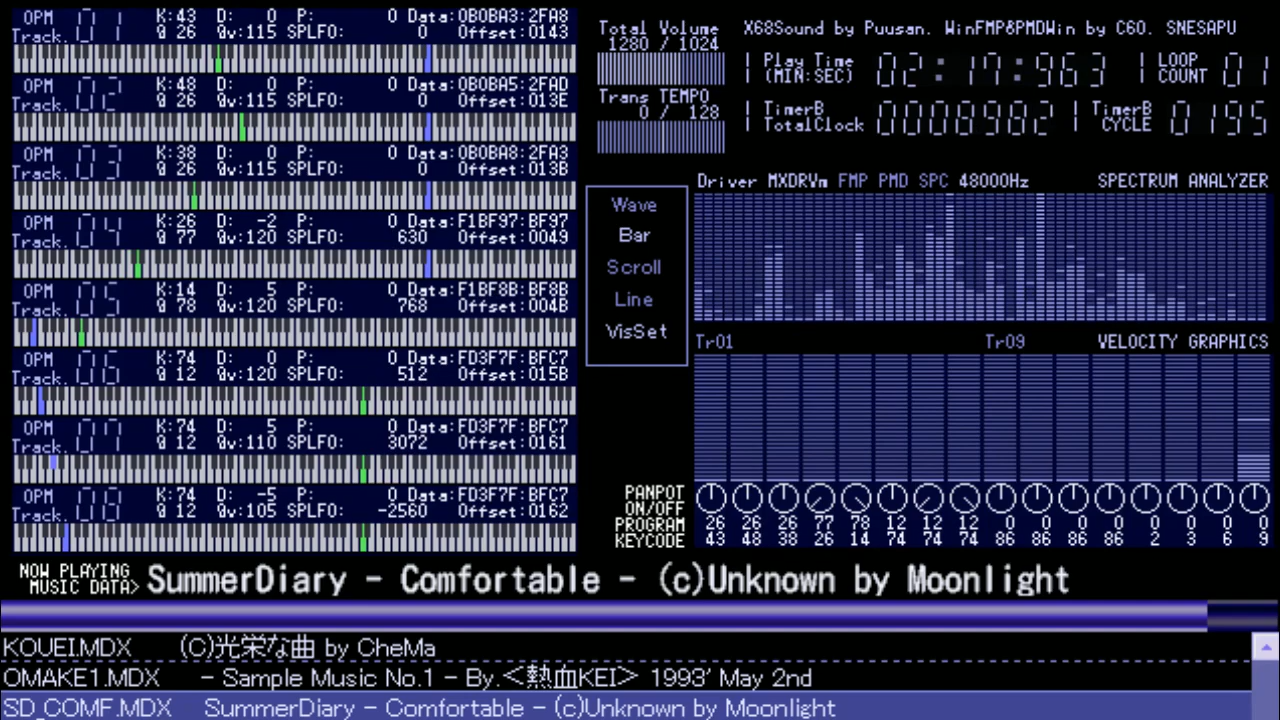 OPM Track. 01 K:43 D: 0 P: 0 Data:0B0BA3:2FA8
@ 26 @v:115 SPLFO: 0 Offset:0143
OPM Track. 02 K:48 D: 0 P: 0 Data:0B0BA5:2FAD
@ 26 @v:115 SPLFO: 0 Offset:013E
OPM Track. 03 K:38 D: 0 P: 0 Data:0B0BA8:2FA3
@ 26 @v:115 SPLFO: 0 Offset:013B
OPM Track. 04 K:26 D: -2 P: 0 Data:F1BF97:BF97
@ 77 @v:120 SPLFO: 630 Offset:0049
OPM Track. 05 K:14 D: 5 P: 0 Data:F1BF8B:BF8B
@ 78 @v:120 SPLFO: 768 Offset:004B
OPM Track. 06 K:74 D: 0 P: 0 Data:FD3F7F:BFC7
@ 12 @v:120 SPLFO: 512 Offset:015B
OPM Track. 07 K:74 D: 5 P: 0 Data:FD3F7F:BFC7
@ 12 @v:110 SPLFO: 3072 Offset:0161
OPM Track. 08 K:74 D: -5 P: 0 Data:FD3F7F:BFC7
@ 12 @v:105 SPLFO: -2560 Offset:0162
Total Volume
1280 / 1024
Trans TEMPO
0 / 128
X68Sound by Puusan. WinFMP&PMDWin by C60. SNESAPU
Play Time (MIN:SEC) 02:17:963 LOOP COUNT 01
TimerB TotalClock 0008982 TimerB CYCLE 0195
Wave
Bar
Scroll
Line
VisSet
Driver MXDRVm FMP PMD SPC 48000Hz SPECTRUM ANALYZER
Tr01 Tr09 VELOCITY GRAPHICS
PANPOT
ON/OFF
PROGRAM 26 26 26 77 78 12 12 12 0 0 0 0 0 0 0 0
KEYCODE 43 48 38 26 14 74 74 74 86 86 86 86 2 3 6 9
NOW PLAYING MUSIC DATA> SummerDiary - Comfortable - (c)Unknown by Moonlight
KOUEI.MDX (C)光栄な曲 by CheMa
OMAKE1.MDX - Sample Music No.1 - By.<熱血KEI> 1993' May 2nd
SD_COMF.MDX SummerDiary - Comfortable - (c)Unknown by Moonlight